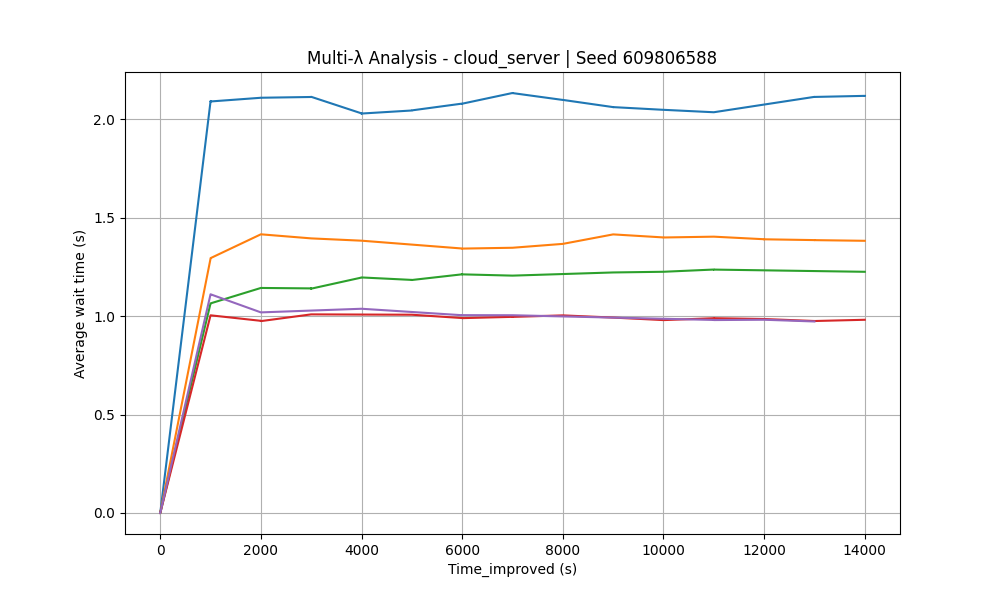 Multi-λ Analysis - cloud_server | Seed 609806588
Average wait time (s)
2.0
1.5
1.0
0.5
0.0
0 2000 4000 6000 8000 10000 12000 14000
Time_improved (s)